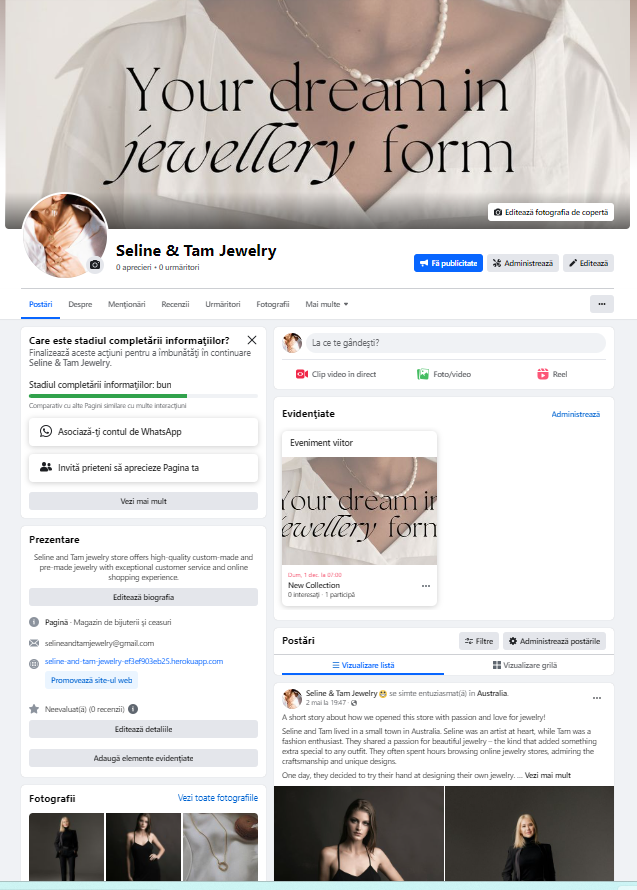 Your dream in
jewellery form
Editează fotografia de copertă
Seline & Tam Jewelry
0 aprecieri • 0 urmăritori
Fă publicitate
Administrează
Editează
Postări
Despre
Mențiuni
Recenzii
Urmăritori
Fotografii
Mai multe
Care este stadiul completării informațiilor?
Finalizează aceste acțiuni pentru a îmbunătăți în continuare
Seline & Tam Jewelry.
Stadiul completării informațiilor: bun
Comparativ cu alte Pagini similare cu multe interacțiuni
Asociază-ți contul de WhatsApp
Invită prieteni să aprecieze Pagina ta
Vezi mai mult
Prezentare
Seline and Tam jewelry store offers high-quality custom-made and
pre-made jewelry with exceptional customer service and online
shopping experience.
Editează biografia
Pagină · Magazin de bijuterii și ceasuri
selineandtamjewelry@gmail.com
seline-and-tam-jewelry-ef3ef903eb25.herokuapp.com
Promovează site-ul web
Neevaluat(ă) (0 recenzii)
Editează detaliile
Adaugă elemente evidențiate
Fotografii
Vezi toate fotografiile
La ce te gândești?
Clip video în direct
Foto/video
Reel
Evidențiate
Administrează
Eveniment viitor
Your dream in
jewellery form
Dum, 1 dec. la 07:00
New Collection
0 interesați · 1 participă
Postări
Filtre
Administrează postările
Vizualizare listă
Vizualizare grilă
Seline & Tam Jewelry se simte entuziasmat(ă) în Australia.
2 mai la 19:47 ·
A short story about how we opened this store with passion and love for jewelry!
Seline and Tam lived in a small town in Australia. Seline was an artist at heart, while Tam was a
fashion enthusiast. They shared a passion for beautiful jewelry – the kind that added something
extra special to any outfit. They often spent hours browsing online jewelry stores, admiring the
craftsmanship and unique designs.
One day, they decided to try their hand at designing their own jewelry. ... Vezi mai mult